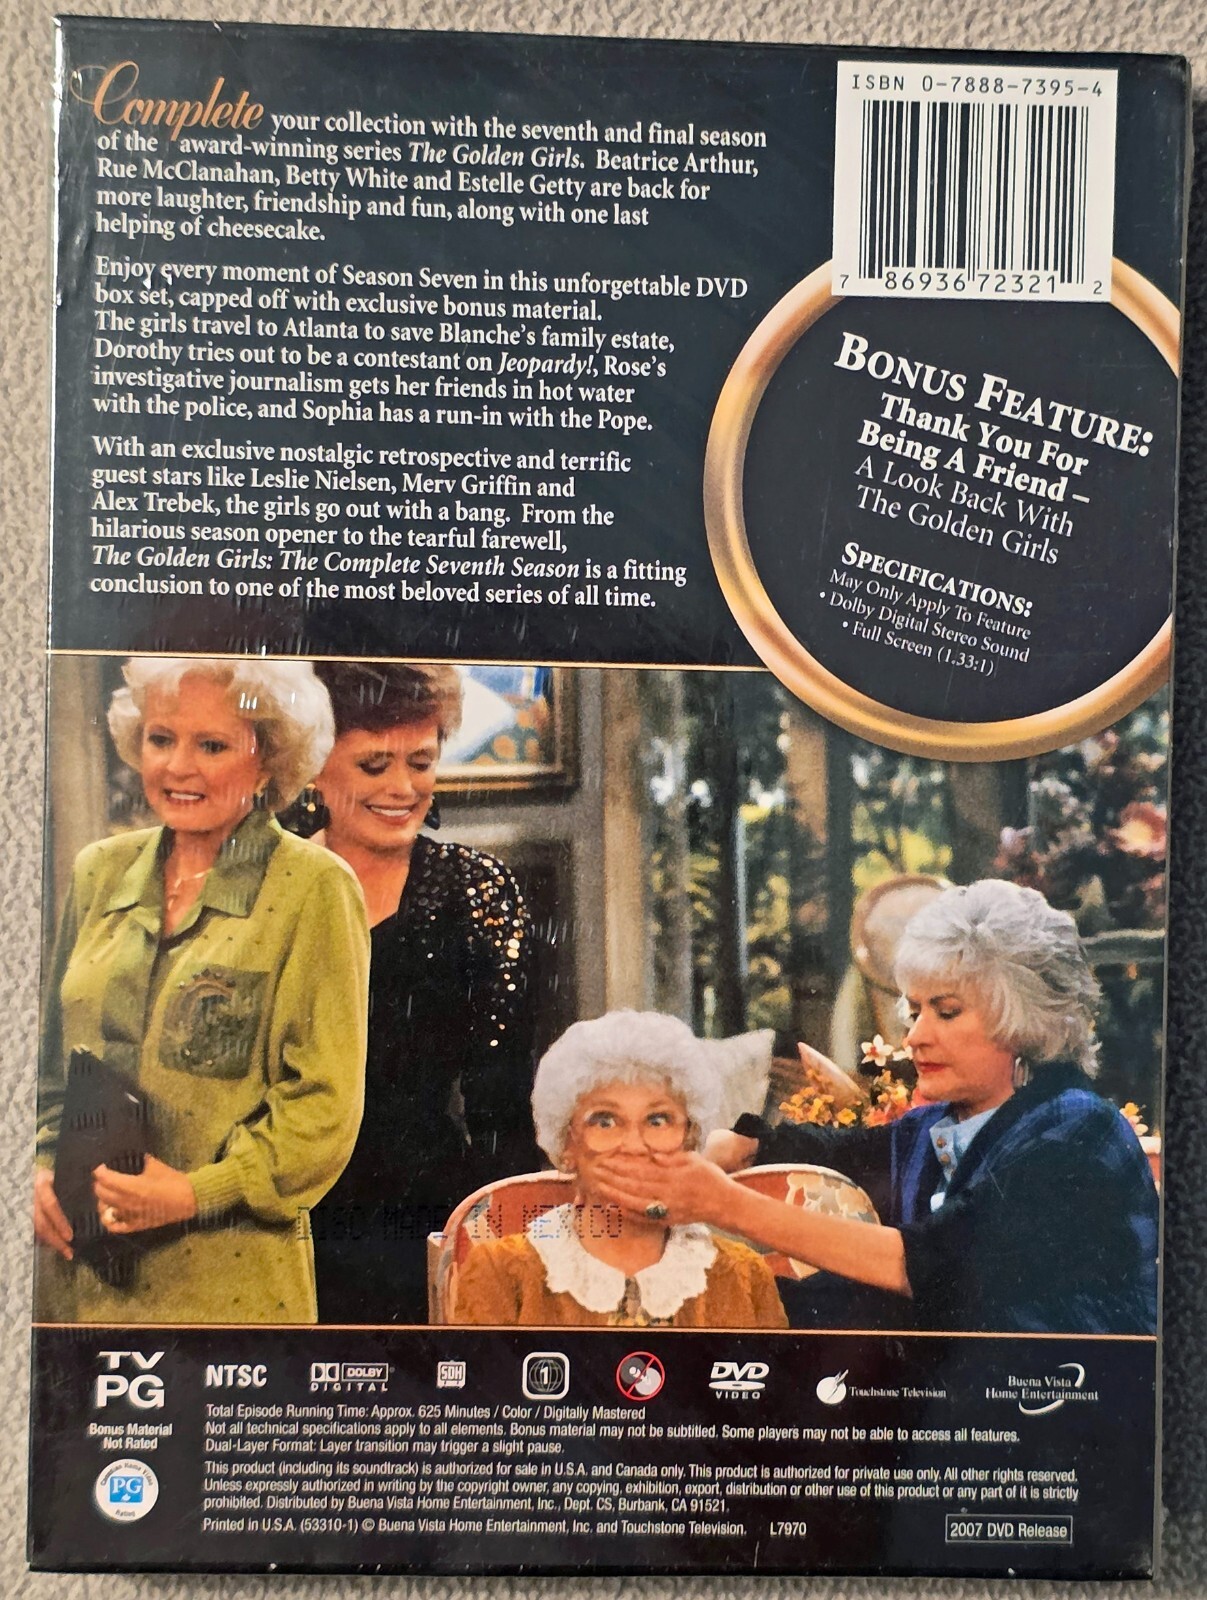 Complete your collection with the seventh and final season
of the award-winning series The Golden Girls. Beatrice Arthur,
Rue McClanahan, Betty White and Estelle Getty are back for
more laughter, friendship and fun, along with one last
helping of cheesecake.
Enjoy every moment of Season Seven in this unforgettable DVD
box set, capped off with exclusive bonus material.
The girls travel to Atlanta to save Blanche's family estate,
Dorothy tries out to be a contestant on Jeopardy!, Rose's
investigative journalism gets her friends in hot water
with the police, and Sophia has a run-in with the Pope.
With an exclusive nostalgic retrospective and terrific
guest stars like Leslie Nielsen, Merv Griffin and
Alex Trebek, the girls go out with a bang. From the
hilarious season opener to the tearful farewell,
The Golden Girls: The Complete Seventh Season is a fitting
conclusion to one of the most beloved series of all time.
ISBN 0-7888-7395-4
7 86936 72321 2
BONUS FEATURE:
Thank You For
Being A Friend –
A Look Back With
The Golden Girls
SPECIFICATIONS:
May Only Apply To Feature
• Dolby Digital Stereo Sound
• Full Screen (1.33:1)
DISC MADE IN MEXICO
TV
PG
Bonus Material
Not Rated
NTSC
DOLBY
DIGITAL
SDH
1
DVD
VIDEO
Touchstone Television
Buena Vista
Home Entertainment
Total Episode Running Time: Approx. 625 Minutes / Color / Digitally Mastered
Not all technical specifications apply to all elements. Bonus material may not be subtitled. Some players may not be able to access all features.
Dual-Layer Format: Layer transition may trigger a slight pause.
Canadian Home Video
PG
Rated
This product (including its soundtrack) is authorized for sale in U.S.A. and Canada only. This product is authorized for private use only. All other rights reserved.
Unless expressly authorized in writing by the copyright owner, any copying, exhibition, export, distribution or other use of this product or any part of it is strictly
prohibited. Distributed by Buena Vista Home Entertainment, Inc., Dept. CS, Burbank, CA 91521.
Printed in U.S.A. (53310-1) © Buena Vista Home Entertainment, Inc. and Touchstone Television. L7970
2007 DVD Release